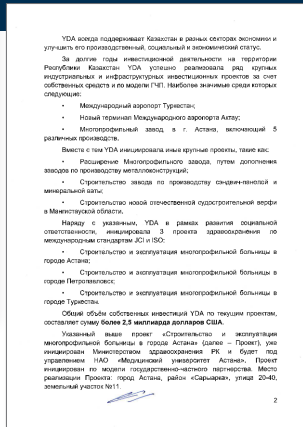 YDA всегда поддерживает Казахстан в разных секторах экономики и
улучшить его производственный, социальный и экономический статус.
За долгие годы инвестиционной деятельности на территории
Республики Казахстан YDA успешно реализовала ряд крупных
индустриальных и инфраструктурных инвестиционных проектов за счет
собственных средств и по модели ГЧП. Наиболее значимые среди которых
следующие:
• Международный аэропорт Туркестан;
• Новый терминал Международного аэропорта Актау;
• Многопрофильный завод, в г. Астана, включающий 5
различных производств.
Вместе с тем YDA инициировала иные крупные проекты, такие как:
• Расширение Многопрофильного завода, путем дополнения
заводов по производству металлоконструкций;
• Строительство завода по производству сэндвич-панелой и
минеральной ваты;
• Строительство новой отечественной судостроительной верфи
в Мангистауской области.
Наряду с указанным, YDA в рамках развития социальной
ответственности, инициировала 3 проекта здравоохранения по
международным стандартам JCI и ISO:
• Строительство и эксплуатация многопрофильной больницы в
городе Астана;
• Строительство и эксплуатация многопрофильной больницы в
городе Петропавловск;
• Строительство и эксплуатация многопрофильной больницы в
городе Туркестан.
Общий объём собственных инвестиций YDA по текущим проектам,
составляет сумму более 2,5 миллиарда долларов США.
Указанный выше проект «Строительство и эксплуатация
многопрофильной больницы в городе Астана» (далее – Проект), уже
инициирован Министерством здравоохранения РК и будет под
управлением НАО «Медицинский университет Астана». Проект
инициирован по модели государственно-частного партнерства. Место
реализации Проекта: город Астана, район «Сарыарка», улица 20-40,
земельный участок №11.
2